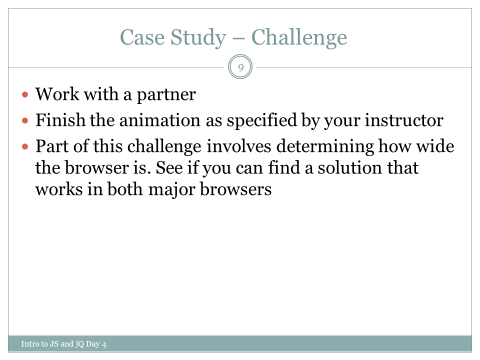 Case Study – Challenge
9
• Work with a partner
• Finish the animation as specified by your instructor
• Part of this challenge involves determining how wide
the browser is. See if you can find a solution that
works in both major browsers
Intro to JS and jQ Day 4